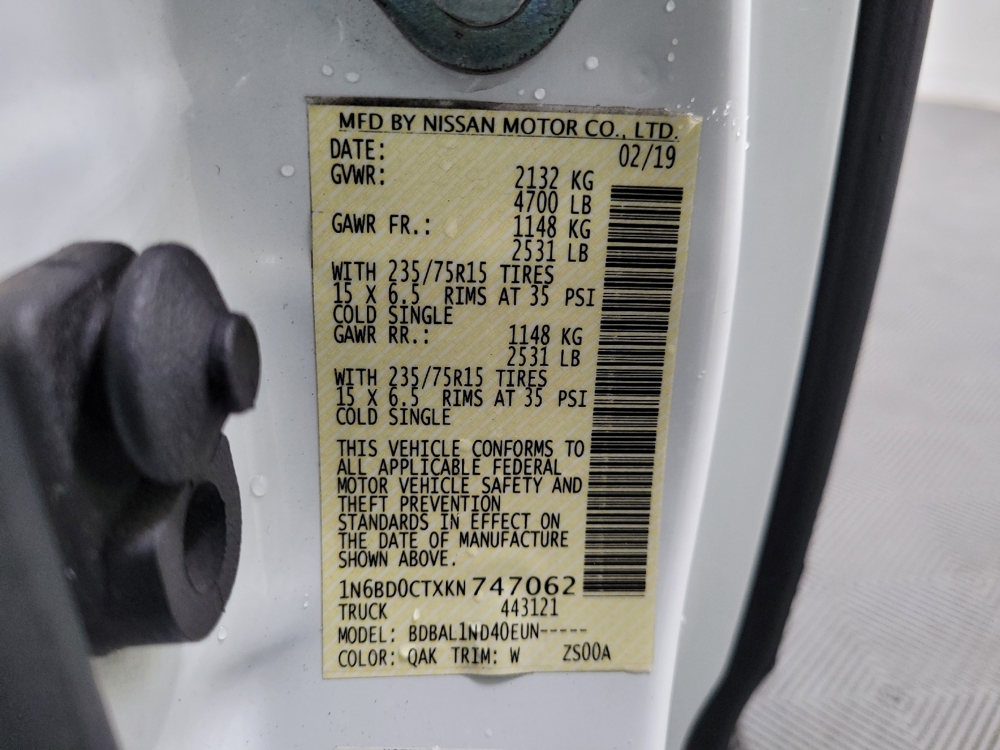 MFD BY NISSAN MOTOR CO., LTD.
DATE: 02/19
GVWR: 2132 KG
4700 LB
GAWR FR.: 1148 KG
2531 LB
WITH 235/75R15 TIRES
15 X 6.5 RIMS AT 35 PSI
COLD SINGLE
GAWR RR.: 1148 KG
2531 LB
WITH 235/75R15 TIRES
15 X 6.5 RIMS AT 35 PSI
COLD SINGLE
THIS VEHICLE CONFORMS TO
ALL APPLICABLE FEDERAL
MOTOR VEHICLE SAFETY AND
THEFT PREVENTION
STANDARDS IN EFFECT ON
THE DATE OF MANUFACTURE
SHOWN ABOVE.
1N6BD0CTXKN747062
TRUCK 443121
MODEL: BDBAL1ND40EUN-----
COLOR: QAK TRIM: W ZS00A